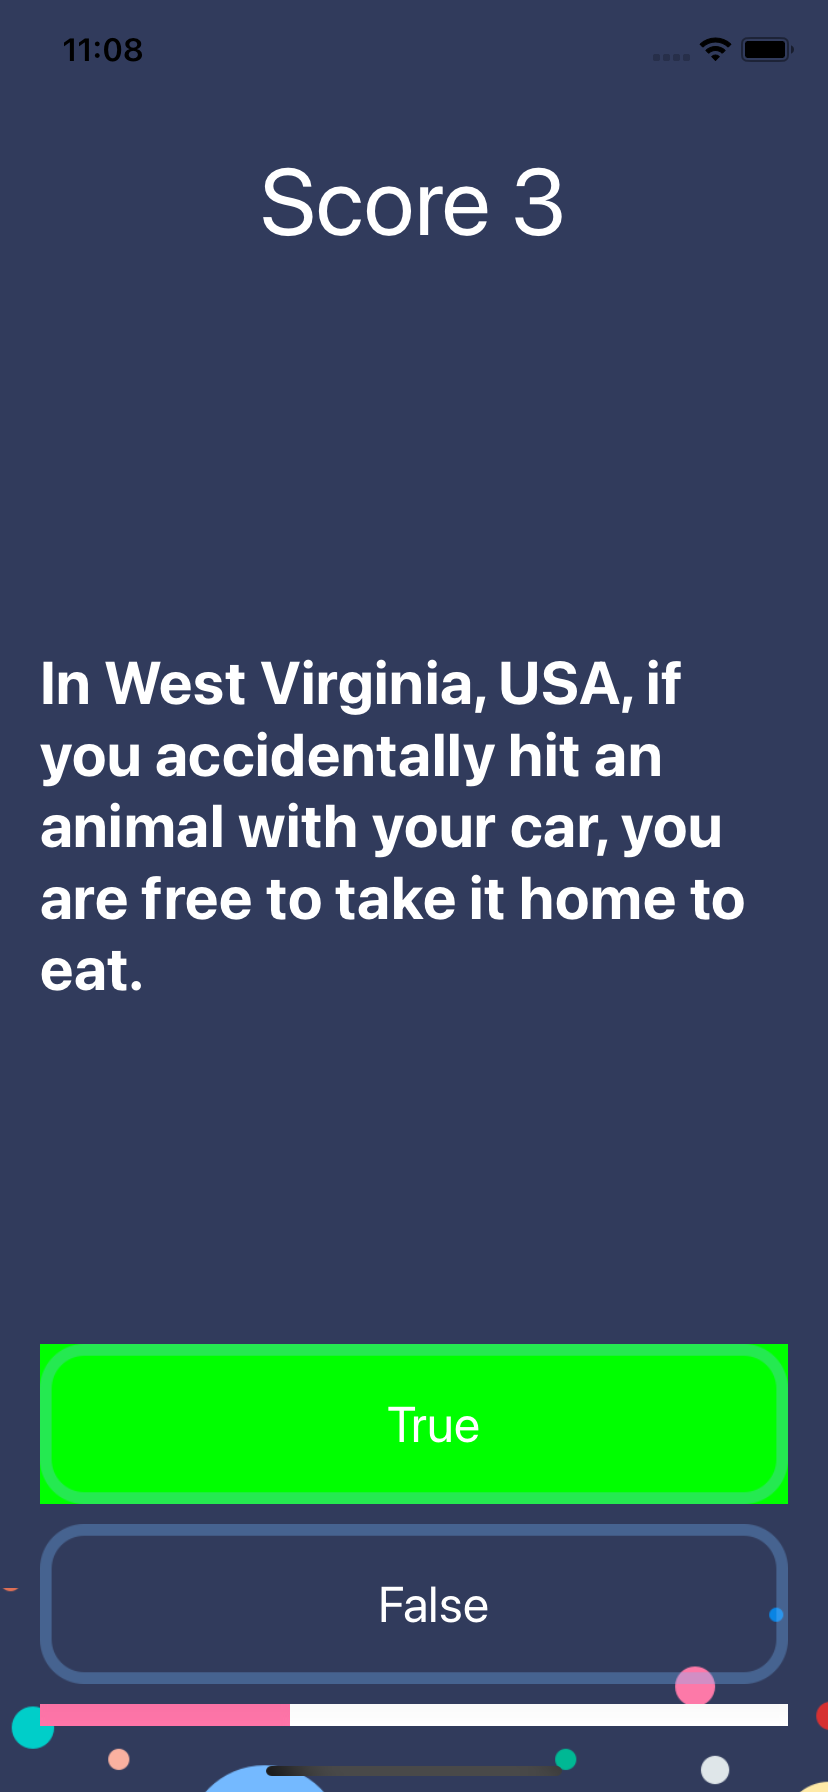 11:08
Score 3
In West Virginia, USA, if
you accidentally hit an
animal with your car, you
are free to take it home to
eat.
True
False